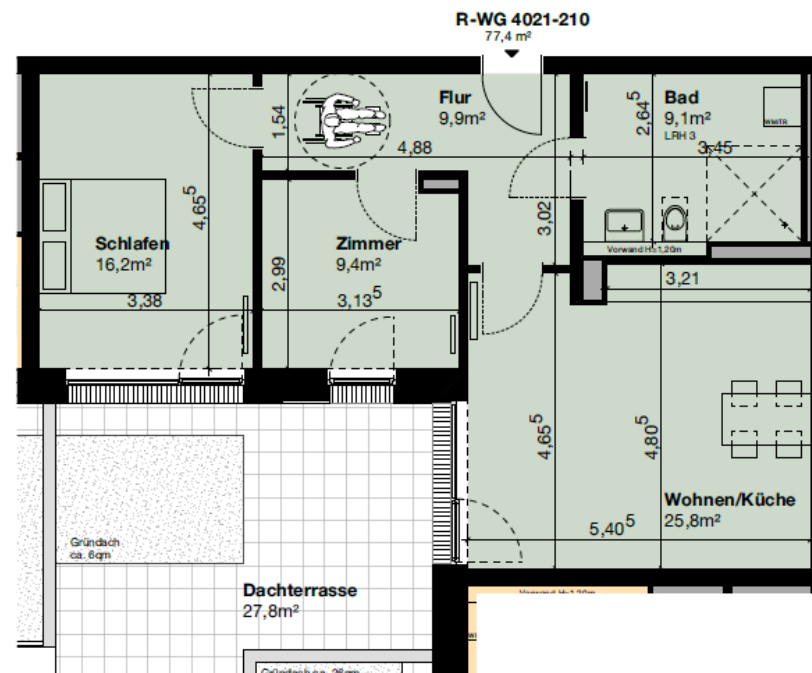 R-WG 4021-210
77,4 m²
Flur
9,9m²
Bad
9,1m²
LRH 3
1,54
4,88
2,64⁵
3,45
4,65⁵
3,02
Schlafen
16,2m²
3,38
Zimmer
9,4m²
2,99
3,13⁵
Vorwand H=1,20m
3,21
4,65⁵
4,80⁵
Wohnen/Küche
25,8m²
5,40⁵
Gründach
ca. 6qm
Dachterrasse
27,8m²
Vorwand H=1,20m